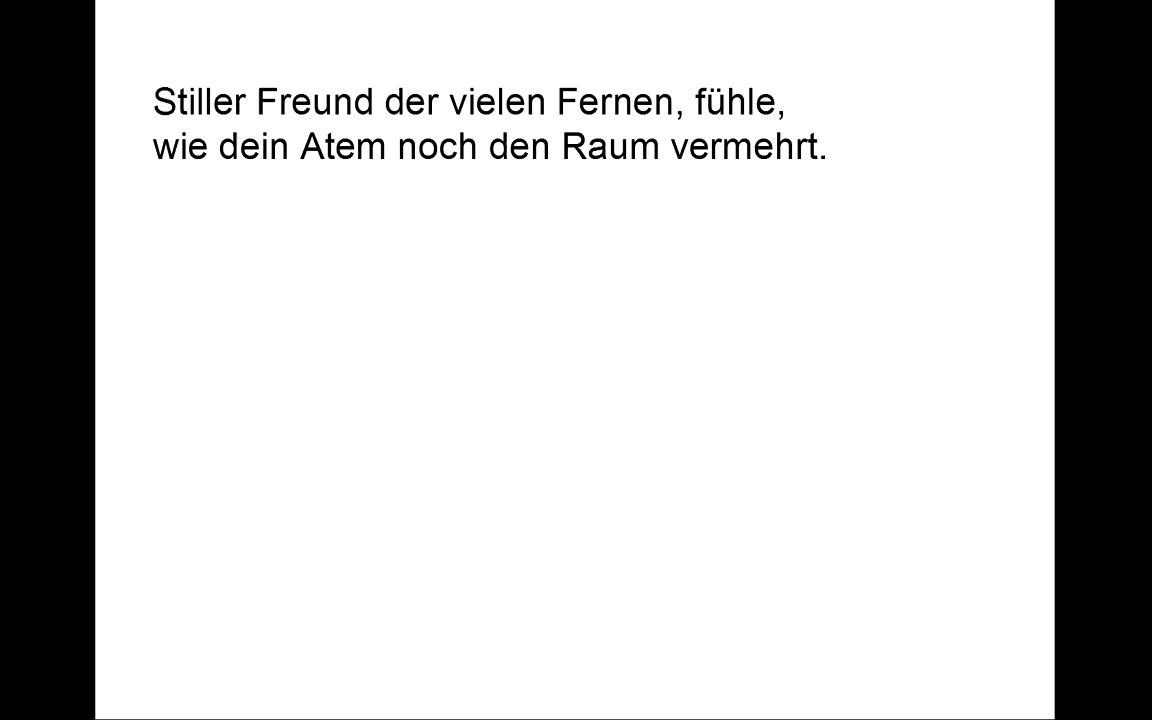 Stiller Freund der vielen Fernen, fühle,
wie dein Atem noch den Raum vermehrt.